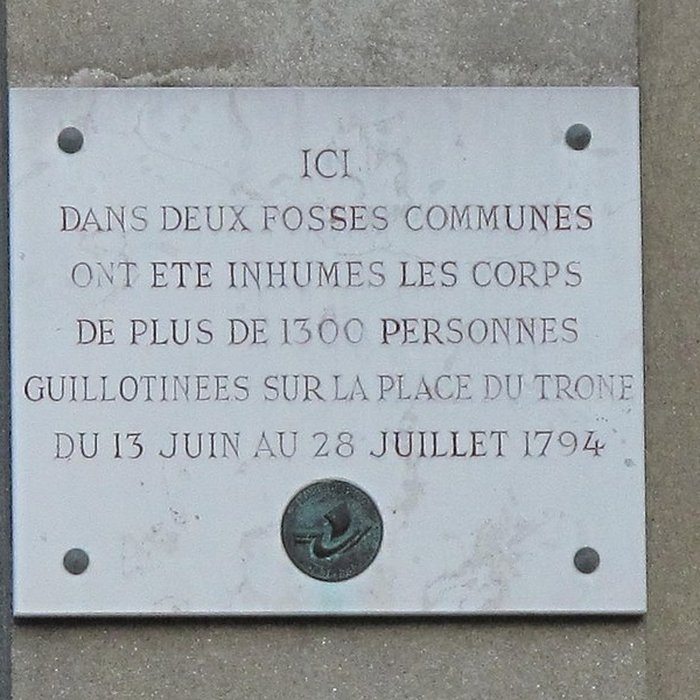 ICI
DANS DEUX FOSSES COMMUNES
ONT ETE INHUMES LES CORPS
DE PLUS DE 1300 PERSONNES
GUILLOTINEES SUR LA PLACE DU TRONE
DU 13 JUIN AU 28 JUILLET 1794